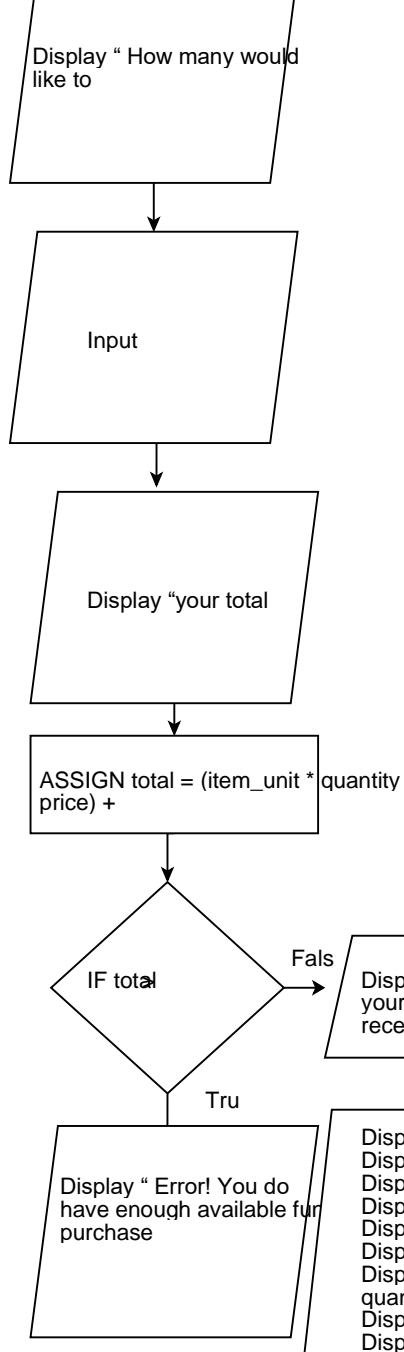 Display “ How many would
like to
Input
Display “your total
ASSIGN total = (item_unit * quantity
price) +
IF total >
Fals
Disp
your
rece
Tru
Display “ Error! You do
have enough available fun
purchase
Disp
Disp
Disp
Disp
Disp
Disp
Disp
quan
Disp
Disp